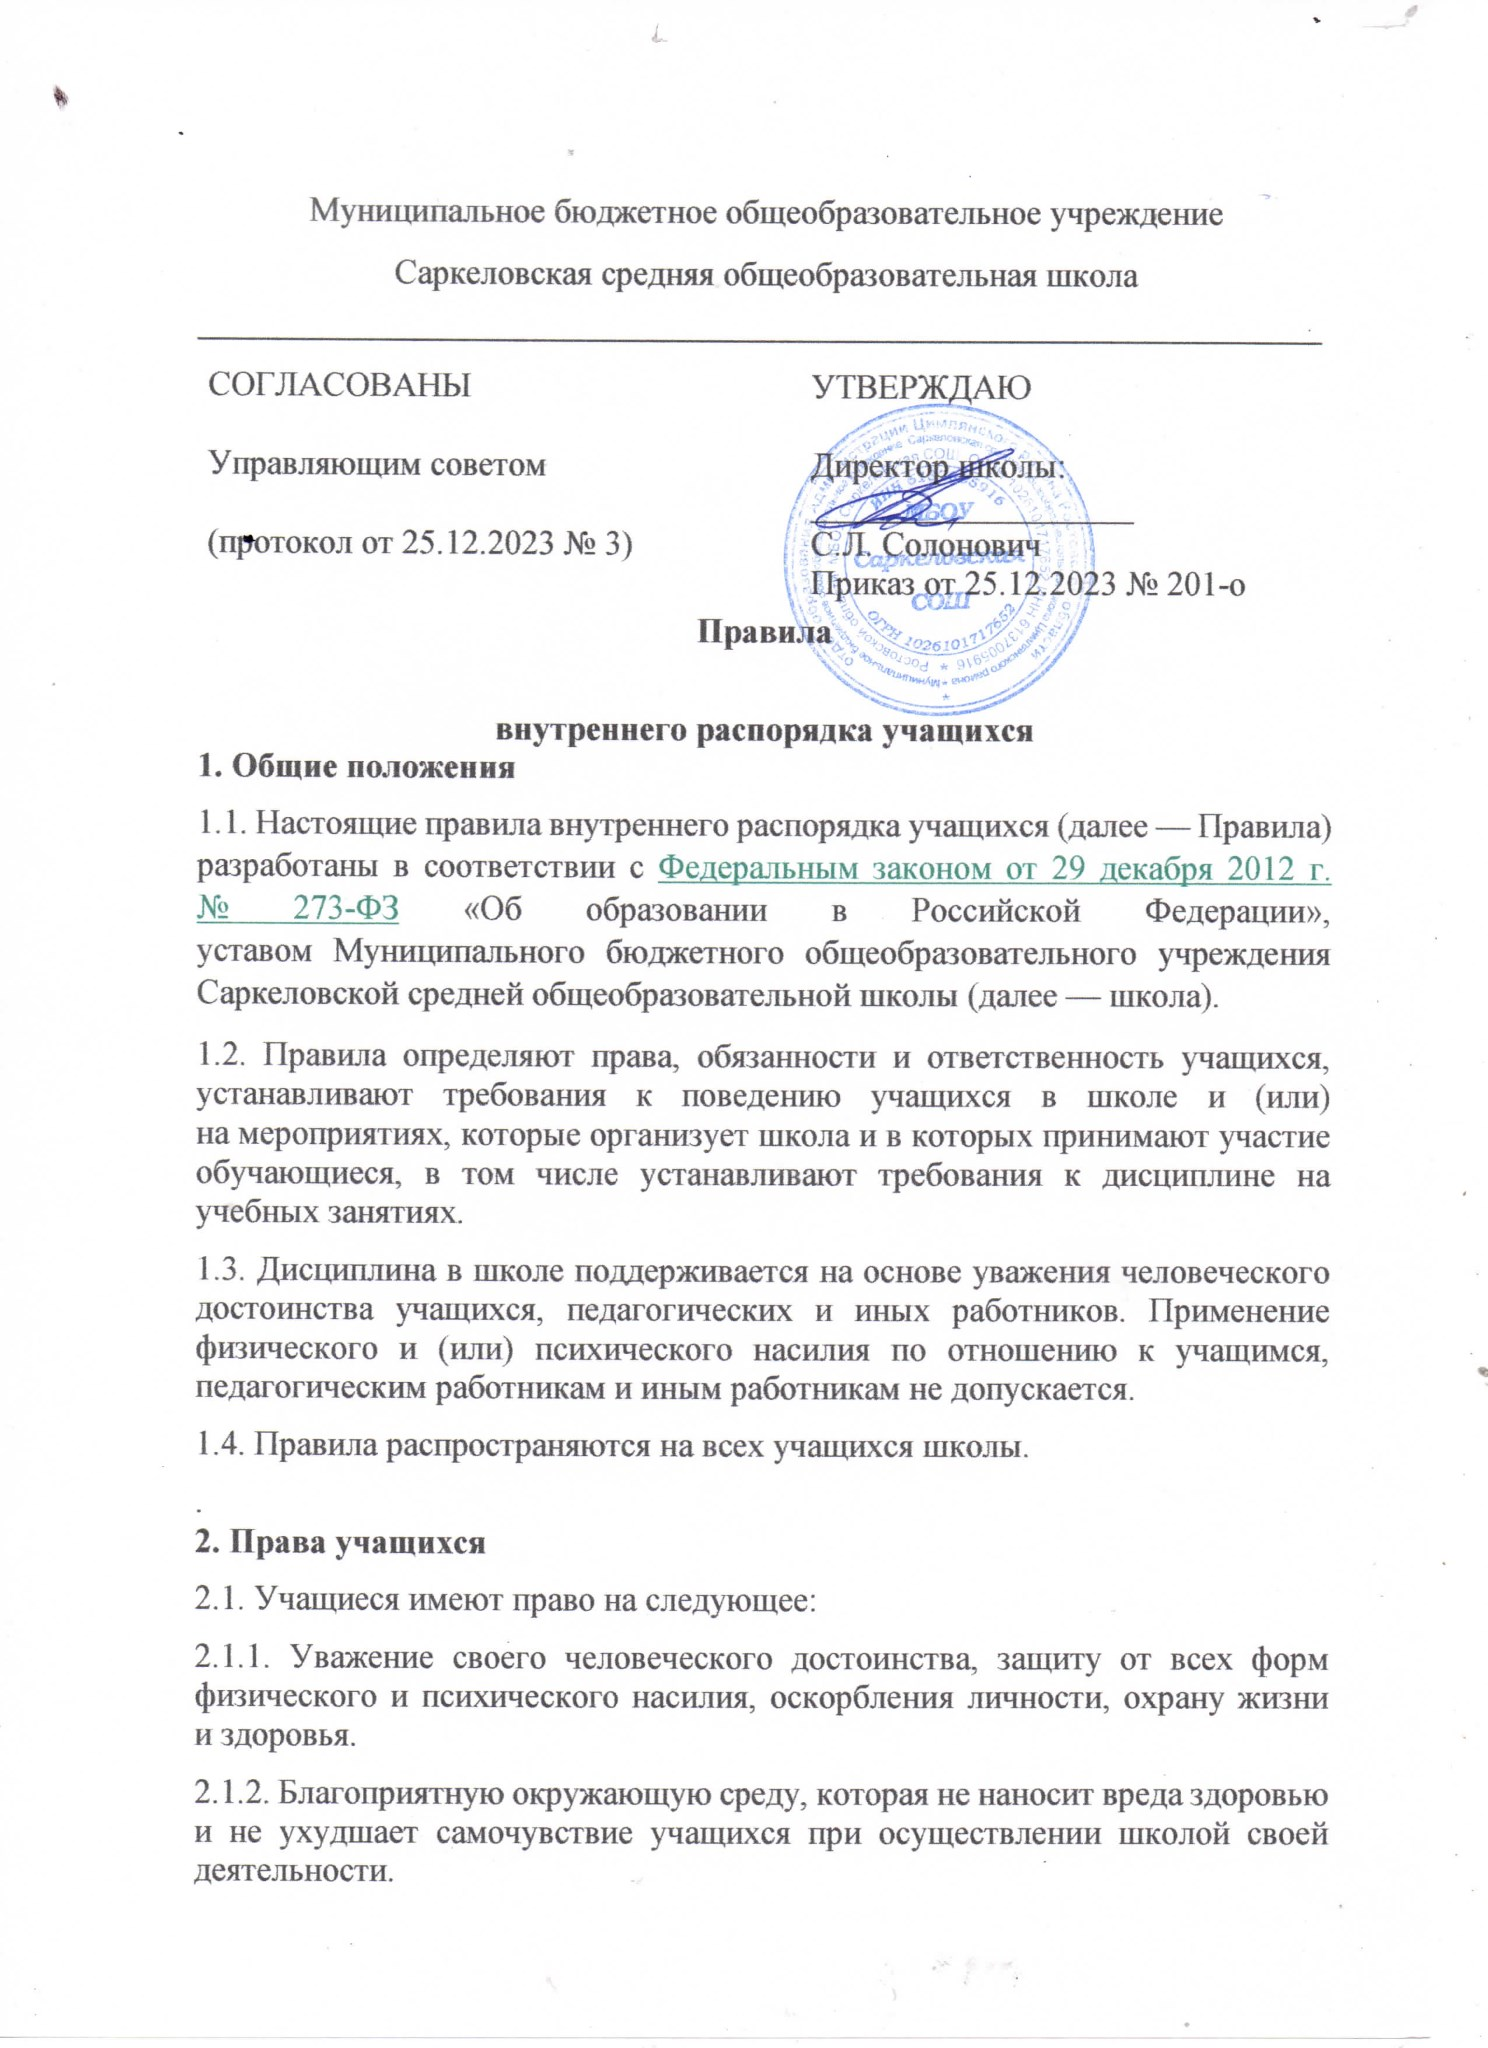 Муниципальное бюджетное общеобразовательное учреждение
Саркеловская средняя общеобразовательная школа
СОГЛАСОВАНЫ
Управляющим советом
(протокол от 25.12.2023 № 3)
УТВЕРЖДАЮ
Директор школы:
С.Л. Солонович
Приказ от 25.12.2023 № 201-о
МБОУ
Саркеловская
СОШ
ОГРН 1026101717652
Правила
внутреннего распорядка учащихся
1. Общие положения
1.1. Настоящие правила внутреннего распорядка учащихся (далее — Правила)
разработаны в соответствии с Федеральным законом от 29 декабря 2012 г.
№ 273-ФЗ «Об образовании в Российской Федерации»,
уставом Муниципального бюджетного общеобразовательного учреждения
Саркеловской средней общеобразовательной школы (далее — школа).
1.2. Правила определяют права, обязанности и ответственность учащихся,
устанавливают требования к поведению учащихся в школе и (или)
на мероприятиях, которые организует школа и в которых принимают участие
обучающиеся, в том числе устанавливают требования к дисциплине на
учебных занятиях.
1.3. Дисциплина в школе поддерживается на основе уважения человеческого
достоинства учащихся, педагогических и иных работников. Применение
физического и (или) психического насилия по отношению к учащимся,
педагогическим работникам и иным работникам не допускается.
1.4. Правила распространяются на всех учащихся школы.
.
2. Права учащихся
2.1. Учащиеся имеют право на следующее:
2.1.1. Уважение своего человеческого достоинства, защиту от всех форм
физического и психического насилия, оскорбления личности, охрану жизни
и здоровья.
2.1.2. Благоприятную окружающую среду, которая не наносит вреда здоровью
и не ухудшает самочувствие учащихся при осуществлении школой своей
деятельности.